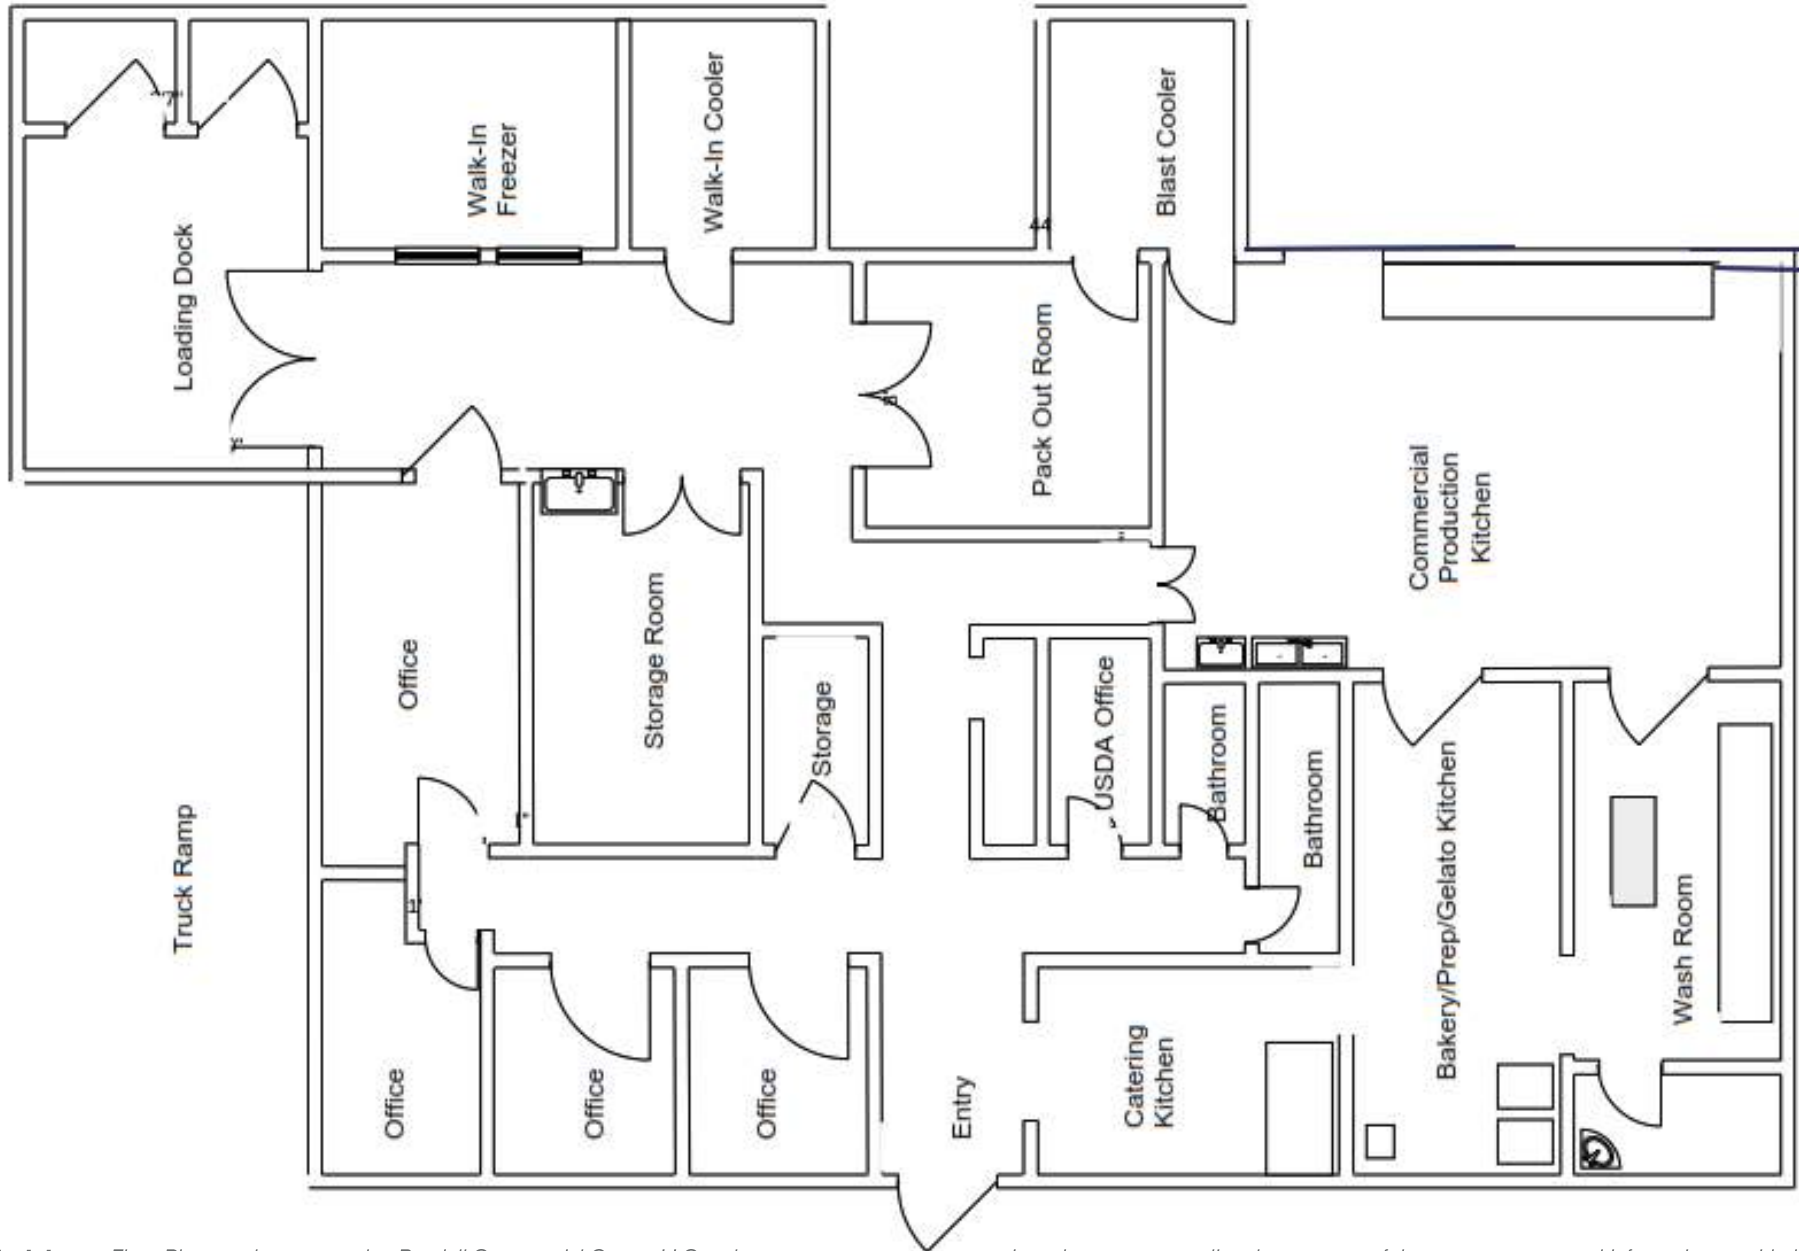 Loading Dock
Walk-In
Freezer
Walk-In Cooler
Blast Cooler
Pack Out Room
Commercial
Production
Kitchen
Office
Storage Room
Storage
USDA Office
Bathroom
Bathroom
Bakery/Prep/Gelato Kitchen
Wash Room
Truck Ramp
Office
Office
Office
Entry
Catering
Kitchen
44